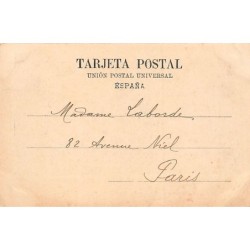 TARJETA POSTAL
UNIÓN POSTAL UNIVERSAL
ESPAÑA
Madame Laborde.
82 Avenue Niel
Paris